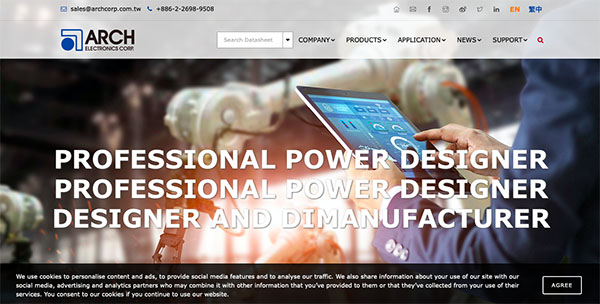 sales@archcorp.com.tw +886-2-2698-9508 EN 繁中
ARCH
ELECTRONICS CORP.
Search Datasheet COMPANY PRODUCTS APPLICATION NEWS SUPPORT
PROFESSIONAL POWER DESIGNER
PROFESSIONAL POWER DESIGNER
DESIGNER AND DIMANUFACTURER
We use cookies to personalise content and ads, to provide social media features and to analyse our traffic. We also share information about your use of our site with our
social media, advertising and analytics partners who may combine it with other information that you've provided to them or that they've collected from your use of their
services. You consent to our cookies if you continue to use our website.
AGREE